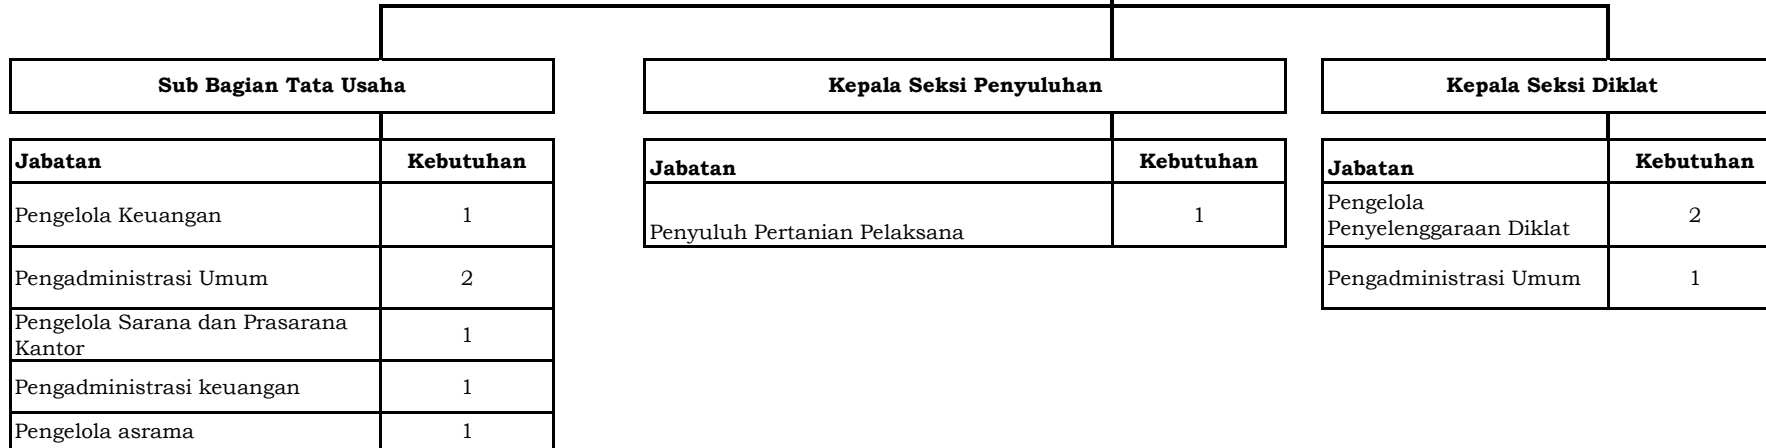 Sub Bagian Tata Usaha
Jabatan Kebutuhan
Pengelola Keuangan 1
Pengadministrasi Umum 2
Pengelola Sarana dan Prasarana
Kantor 1
Pengadministrasi keuangan 1
Pengelola asrama 1
Kepala Seksi Penyuluhan
Jabatan Kebutuhan
Penyuluh Pertanian Pelaksana 1
Kepala Seksi Diklat
Jabatan Kebutuhan
Pengelola
Penyelenggaraan Diklat 2
Pengadministrasi Umum 1